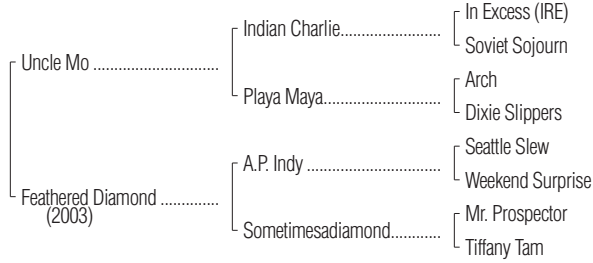 In Excess (IRE)
Indian Charlie.......................
Soviet Sojourn
Uncle Mo .............................
Arch
Playa Maya...........................
Dixie Slippers
Seattle Slew
A.P. Indy ...............................
Weekend Surprise
Feathered Diamond .............
(2003)
Mr. Prospector
Sometimesadiamond...........
Tiffany Tam